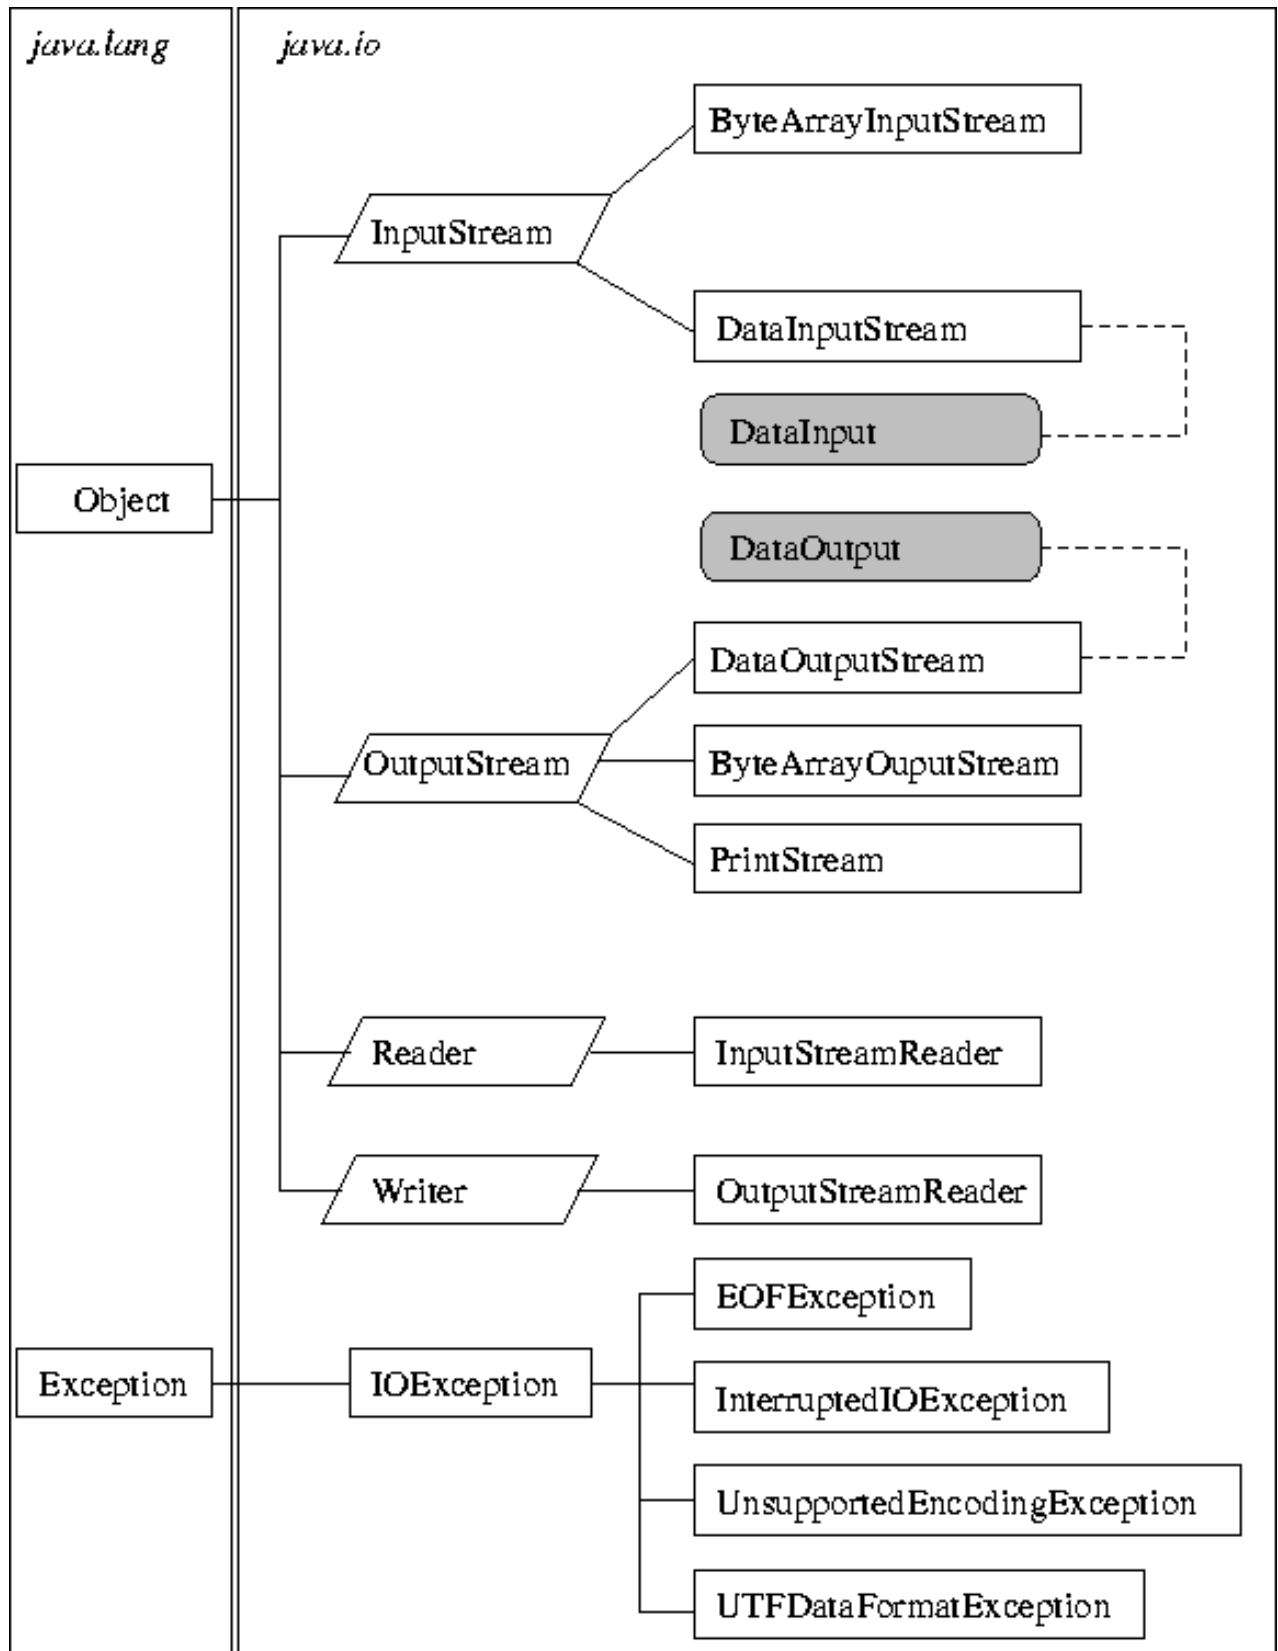 java.lang
java.io
ByteArrayInputStream
InputStream
DataInputStream
DataInput
Object
DataOutput
DataOutputStream
OutputStream
ByteArrayOuputStream
PrintStream
Reader
InputStreamReader
Writer
OutputStreamReader
EOFException
Exception
IOException
InterruptedIOException
UnsupportedEncodingException
UTFDataFormatException